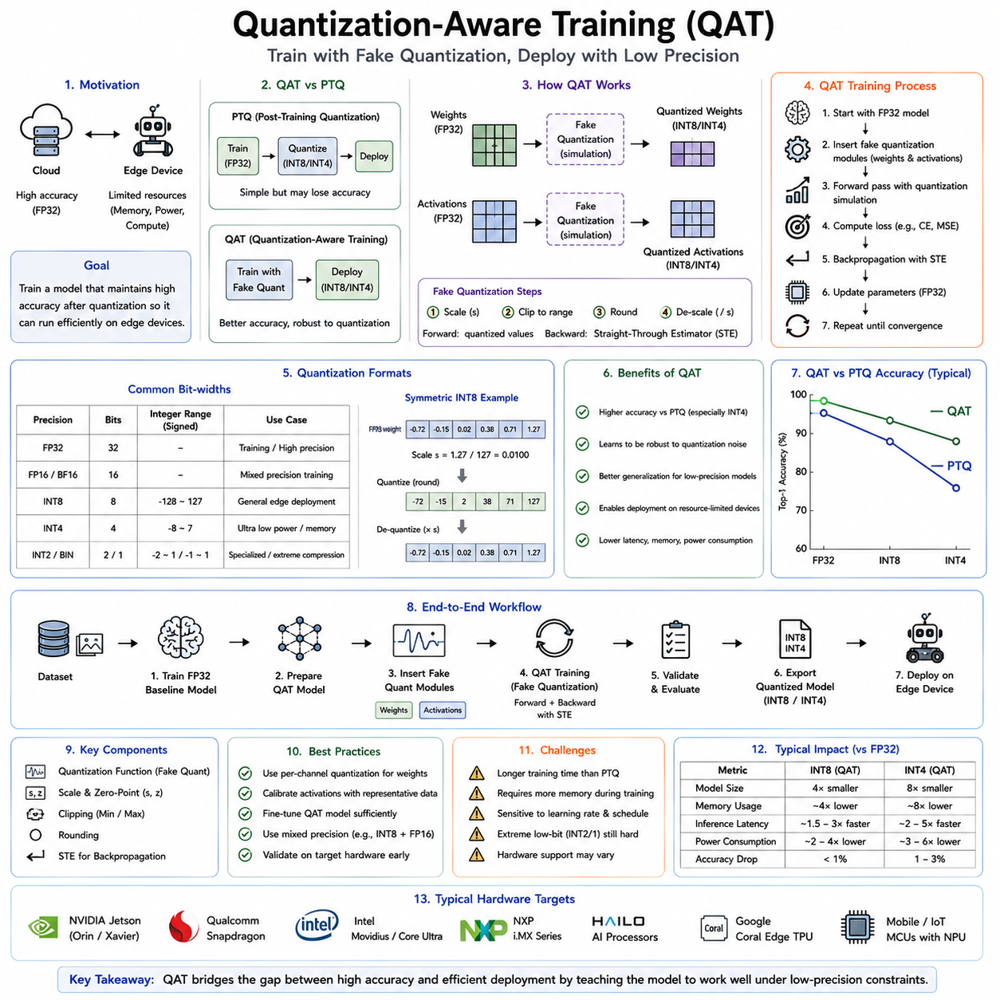 Quantization-Aware Training (QAT)
Train with Fake Quantization, Deploy with Low Precision
1. Motivation
Cloud
Edge Device
High accuracy
(FP32)
Limited resources
(Memory, Power,
Compute)
Goal
Train a model that maintains high
accuracy after quantization so it
can run efficiently on edge devices.
2. QAT vs PTQ
PTQ (Post-Training Quantization)
Train
(FP32)
Quantize
(INT8/INT4)
Deploy
Simple but may lose accuracy
QAT (Quantization-Aware Training)
Train with
Fake Quant
Deploy
(INT8/INT4)
Better accuracy, robust to quantization
3. How QAT Works
Weights
(FP32)
Fake
Quantization
(simulation)
Quantized Weights
(INT8/INT4)
Activations
(FP32)
Fake
Quantization
(simulation)
Quantized Activations
(INT8/INT4)
Fake Quantization Steps
1 Scale (s)
2 Clip to range
3 Round
4 De-scale ( / s)
Forward: quantized values Backward: Straight-Through Estimator (STE)
4. QAT Training Process
1. Start with FP32 model
2. Insert fake quantization
modules (weights & activations)
3. Forward pass with quantization
simulation
4. Compute loss (e.g., CE, MSE)
5. Backpropagation with STE
6. Update parameters (FP32)
7. Repeat until convergence
5. Quantization Formats
Common Bit-widths
Precision Bits Integer Range (Signed) Use Case
FP32 32 – Training / High precision
FP16 / BF16 16 – Mixed precision training
INT8 8 -128 ~ 127 General edge deployment
INT4 4 -8 ~ 7 Ultra low power / memory
INT2 / BIN 2 / 1 -2 ~ 1 / -1 ~ 1 Specialized / extreme compression
Symmetric INT8 Example
weight -0.72 -0.15 0.02 0.38 0.71 1.27
Scale s = 1.27 / 127 = 0.0100
Quantize (round)
-72 -15 2 38 71 127
De-quantize (× s)
-0.72 -0.15 0.02 0.38 0.71 1.27
6. Benefits of QAT
Higher accuracy vs PTQ (especially INT4)
Learns to be robust to quantization noise
Better generalization for low-precision models
Enables deployment on resource-limited devices
Lower latency, memory, power consumption
7. QAT vs PTQ Accuracy (Typical)
Top-1 Accuracy (%)
100
90
80
70
60
QAT
PTQ
FP32 INT8 INT4
8. End-to-End Workflow
Dataset
1. Train FP32
Baseline Model
2. Prepare
QAT Model
3. Insert Fake
Quant Modules
Weights Activations
4. QAT Training
(Fake Quantization)
Forward + Backward
with STE
5. Validate
& Evaluate
INT8
INT4
6. Export
Quantized Model
(INT8 / INT4)
7. Deploy on
Edge Device
9. Key Components
Quantization Function (Fake Quant)
s, z Scale & Zero-Point (s, z)
Clipping (Min / Max)
Rounding
STE for Backpropagation
10. Best Practices
Use per-channel quantization for weights
Calibrate activations with representative data
Fine-tune QAT model sufficiently
Use mixed precision (e.g., INT8 + FP16)
Validate on target hardware early
11. Challenges
Longer training time than PTQ
Requires more memory during training
Sensitive to learning rate & schedule
Extreme low-bit (INT2/1) still hard
Hardware support may vary
12. Typical Impact (vs FP32)
Metric INT8 (QAT) INT4 (QAT)
Model Size 4× smaller 8× smaller
Memory Usage ~4× lower ~8× lower
Inference Latency ~1.5 – 3× faster ~2 – 5× faster
Power Consumption ~2 – 4× lower ~3 – 6× lower
Accuracy Drop < 1% 1 – 3%
13. Typical Hardware Targets
NVIDIA Jetson
(Orin / Xavier)
Qualcomm
Snapdragon
intel
Intel
Movidius / Core Ultra
NXP
NXP
i.MX Series
HAILO
AI Processors
Coral
Google
Coral Edge TPU
Mobile / IoT
MCUs with NPU
Key Takeaway: QAT bridges the gap between high accuracy and efficient deployment by teaching the model to work well under low-precision constraints.